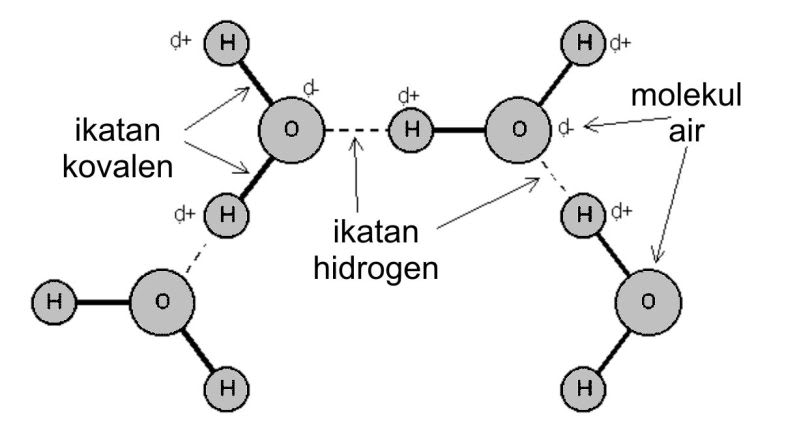 H
đ+
H
đ+
đ-
đ+
O
H
O
đ-
ikatan
kovalen
molekul
air
đ+
H
H
đ+
ikatan
hidrogen
H
O
O
H
H